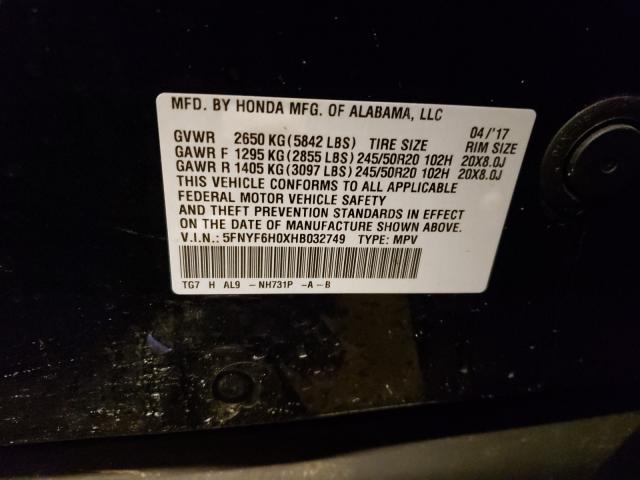 MFD. BY HONDA MFG. OF ALABAMA, LLC 04/'17
GVWR 2650 KG(5842 LBS) TIRE SIZE RIM SIZE
GAWR F 1295 KG(2855 LBS) 245/50R20 102H 20X8.0J
GAWR R 1405 KG(3097 LBS) 245/50R20 102H 20X8.0J
THIS VEHICLE CONFORMS TO ALL APPLICABLE
FEDERAL MOTOR VEHICLE SAFETY
AND THEFT PREVENTION STANDARDS IN EFFECT
ON THE DATE OF MANUFACTURE SHOWN ABOVE.
V.I.N.: 5FNYF6H0XHB032749 TYPE: MPV
TG7 H AL9 - NH731P -A-B